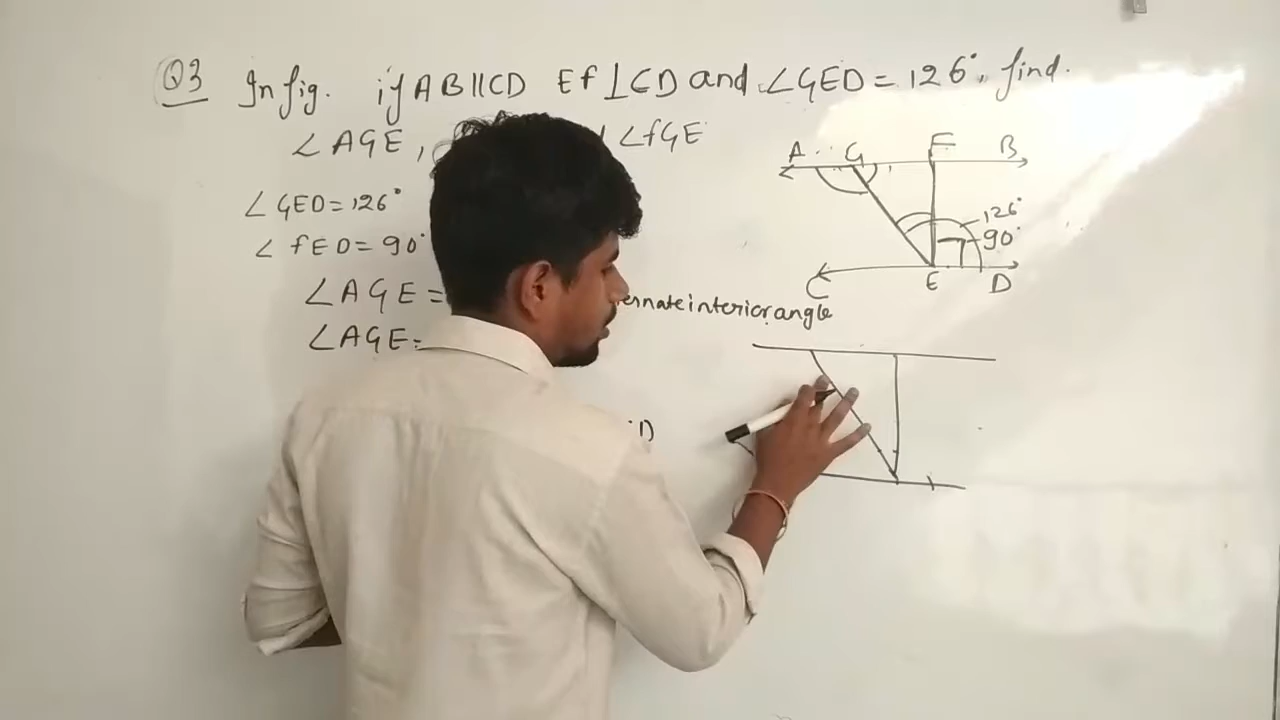 Q3 In fig. if AB||CD Ef⊥CD and ∠GED = 126°, find.
∠AGE, ∠fGE
A G F B
∠GED = 126°
126°
∠fED = 90°
90°
C E D
∠AGE =
interior angle
∠AGE =